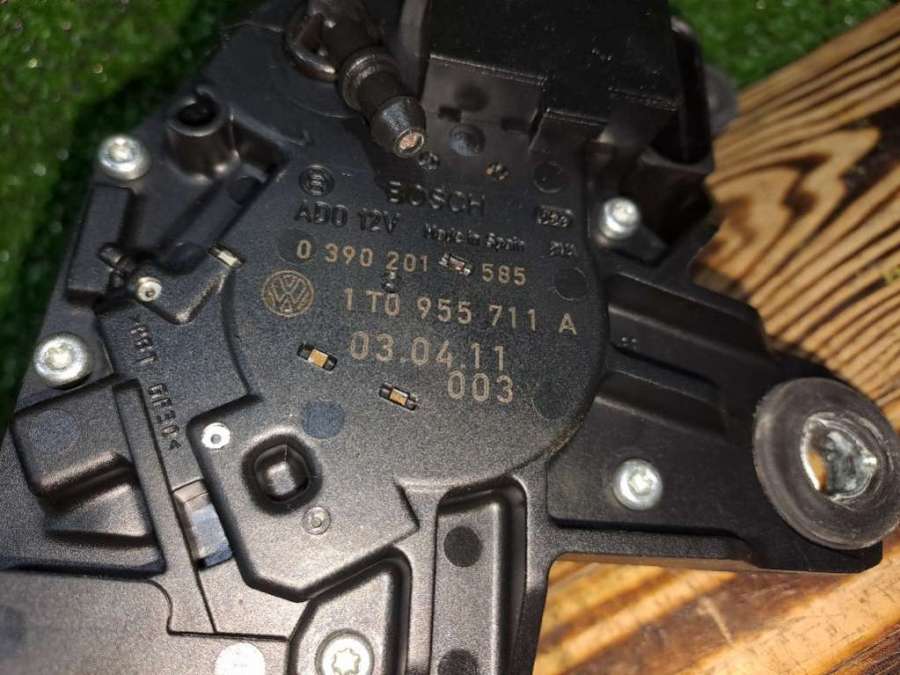 BOSCH
ADD 12V Made in Spain
0 390 201 585
1T0 955 711 A
03.04.11
003